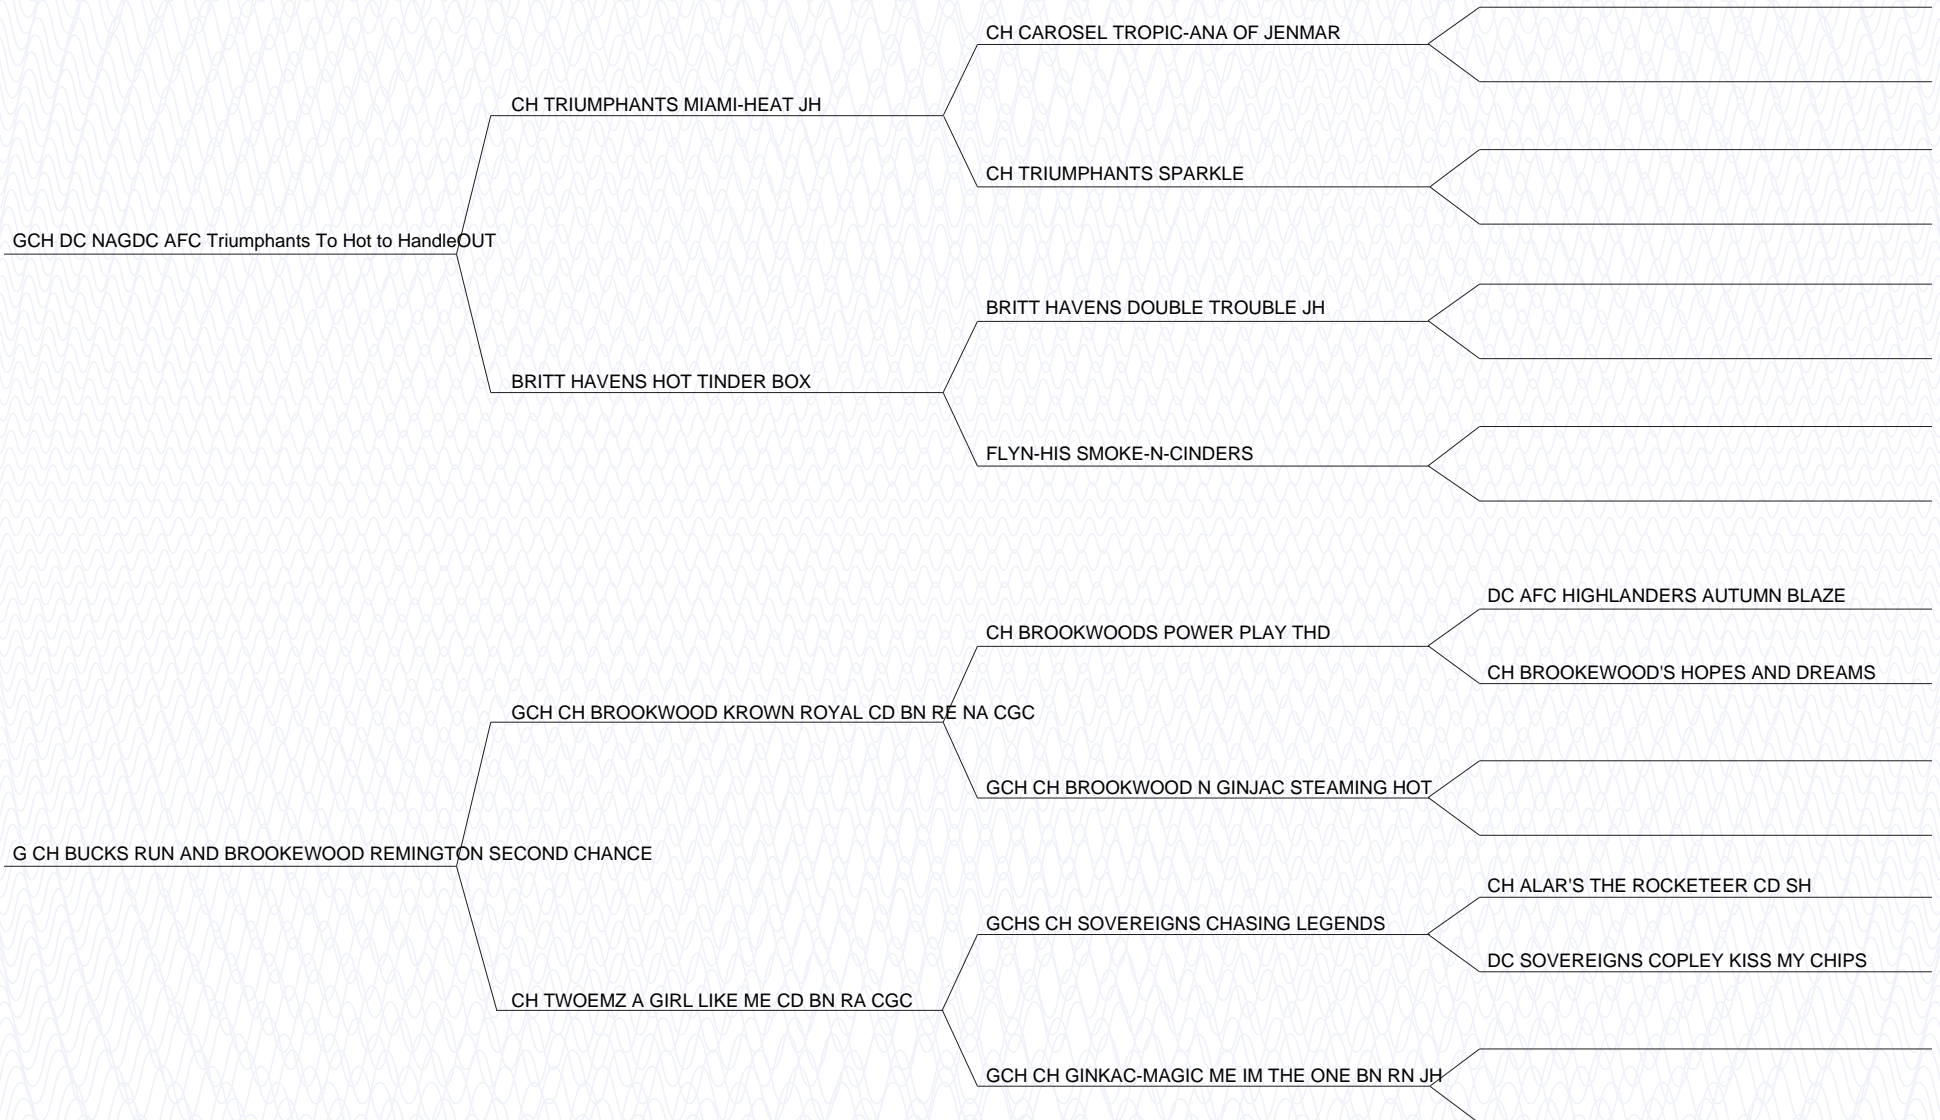 CH CAROSEL TROPIC-ANA OF JENMAR
CH TRIUMPHANTS MIAMI-HEAT JH
CH TRIUMPHANTS SPARKLE
GCH DC NAGDC AFC Triumphants To Hot to HandleOUT
BRITT HAVENS DOUBLE TROUBLE JH
BRITT HAVENS HOT TINDER BOX
FLYN-HIS SMOKE-N-CINDERS
DC AFC HIGHLANDERS AUTUMN BLAZE
CH BROOKWOODS POWER PLAY THD
CH BROOKEWOOD'S HOPES AND DREAMS
GCH CH BROOKWOOD KROWN ROYAL CD BN RE NA CGC
GCH CH BROOKWOOD N GINJAC STEAMING HOT
G CH BUCKS RUN AND BROOKEWOOD REMINGTON SECOND CHANCE
CH ALAR'S THE ROCKETEER CD SH
GCHS CH SOVEREIGNS CHASING LEGENDS
DC SOVEREIGNS COPLEY KISS MY CHIPS
CH TWOEMZ A GIRL LIKE ME CD BN RA CGC
GCH CH GINKAC-MAGIC ME IM THE ONE BN RN JH